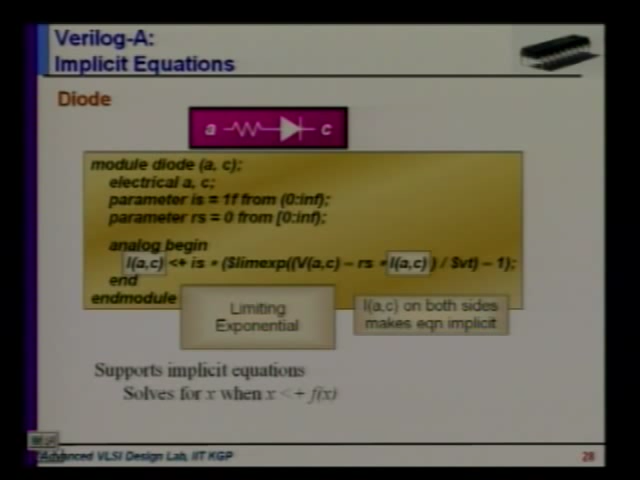 Verilog-A:
Implicit Equations
Diode
a c
module diode (a, c);
electrical a, c;
parameter is = 1f from (0:inf);
parameter rs = 0 from [0:inf);
analog begin
I(a,c) <+ is * ($limexp((V(a,c) – rs * I(a,c) ) / $vt) – 1);
end
endmodule
Limiting
Exponential
I(a,c) on both sides
makes eqn implicit
Supports implicit equations
Solves for x when x <+ f(x)
Advanced VLSI Design Lab, IIT KGP
28